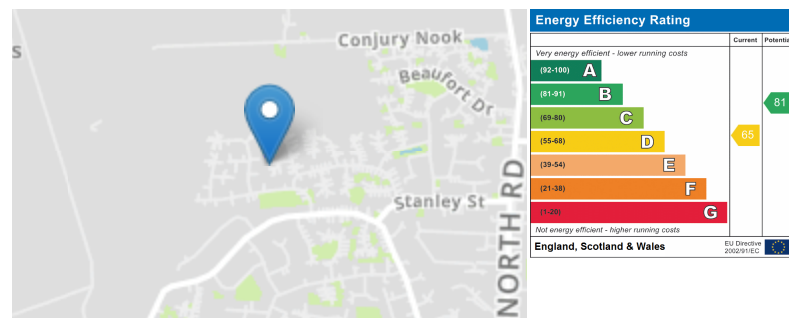 s
Conjury Nook
Beaufort Dr
Stanley St
NORTH RD
Energy Efficiency Rating
Current Potentia
Very energy efficient - lower running costs
(92-100) A
(81-91) B
81
(69-80) C
(55-68) D
65
(39-54) E
(21-38) F
(1-20) G
Not energy efficient - higher running costs
England, Scotland & Wales
EU Directive
2002/91/EC